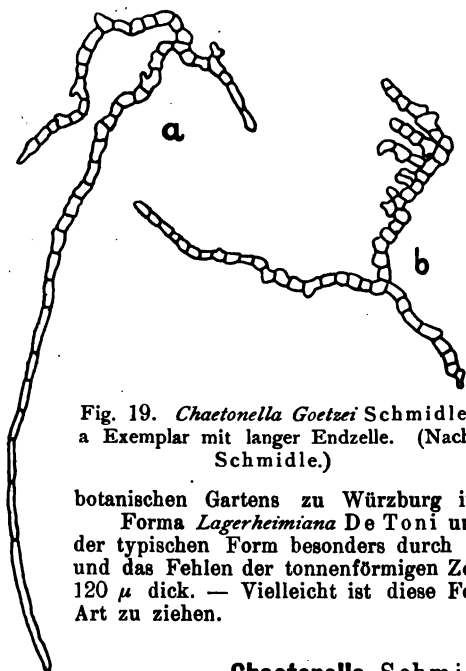 a
b
Fig. 19. Chaetonella Goetzei Schmidle
a Exemplar mit langer Endzelle. (Nach
Schmidle.)
botanischen Gartens zu Würzburg
Forma Lagerheimiana De Toni
der typischen Form besonders durch
und das Fehlen der tonnenförmigen
120 μ dick. — Vielleicht ist diese
Art zu ziehen.
Chaetonella